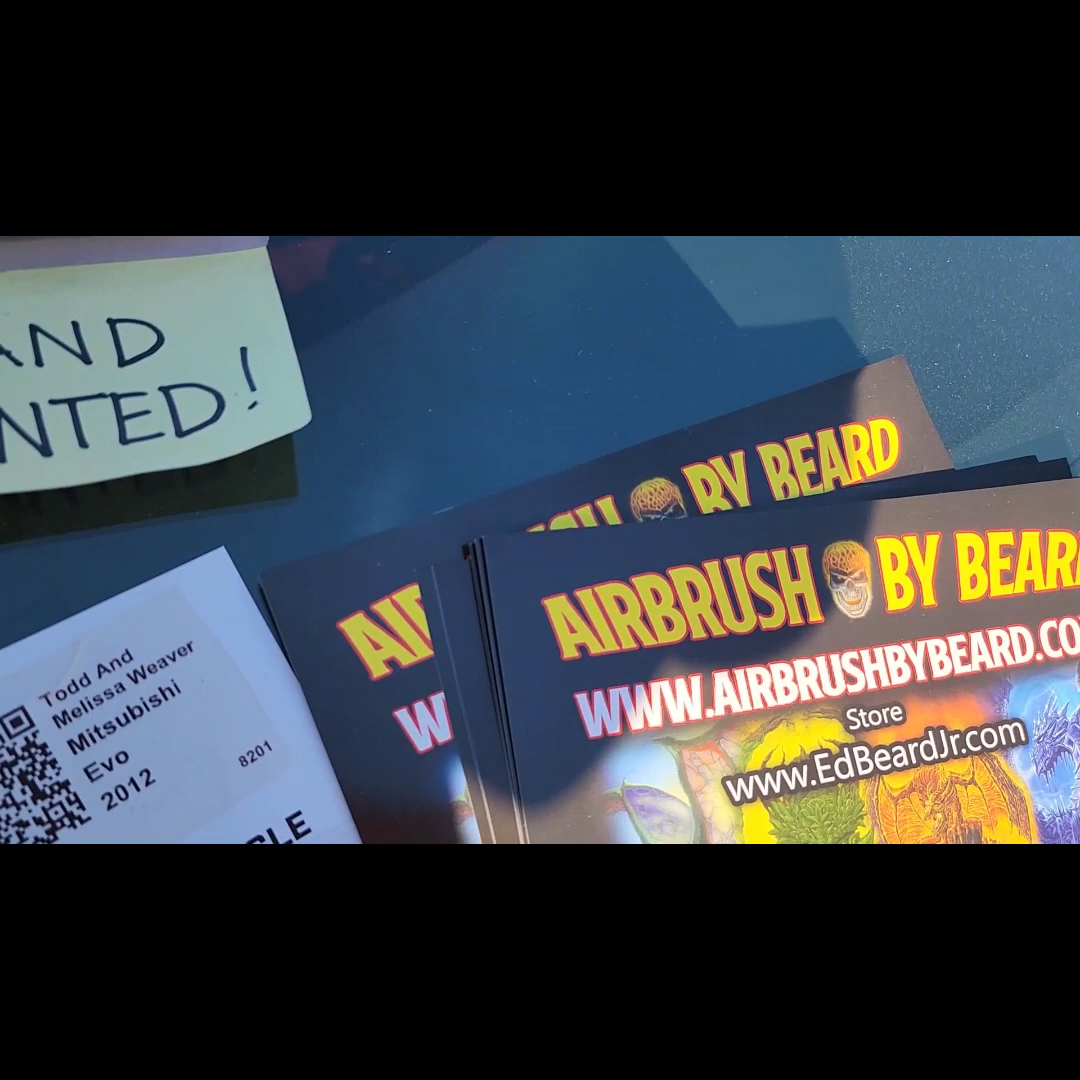 AND
NTED!
Todd And
Melissa Weaver
Mitsubishi
Evo
2012
8201
CLE
BY BEARD
AIRBRUSH BY BEARD
WWW.AIRBRUSHBYBEARD.CO
Store
www.EdBeardJr.com